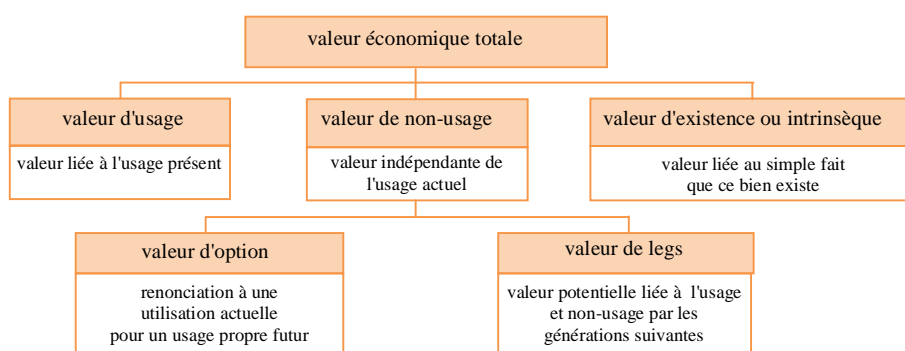 valeur économique totale
valeur d'usage
valeur liée à l'usage présent
valeur de non-usage
valeur indépendante de
l'usage actuel
valeur d'existence ou intrinsèque
valeur liée au simple fait
que ce bien existe
valeur d'option
renonciation à une
utilisation actuelle
pour un usage propre futur
valeur de legs
valeur potentielle liée à l'usage
et non-usage par les
générations suivantes